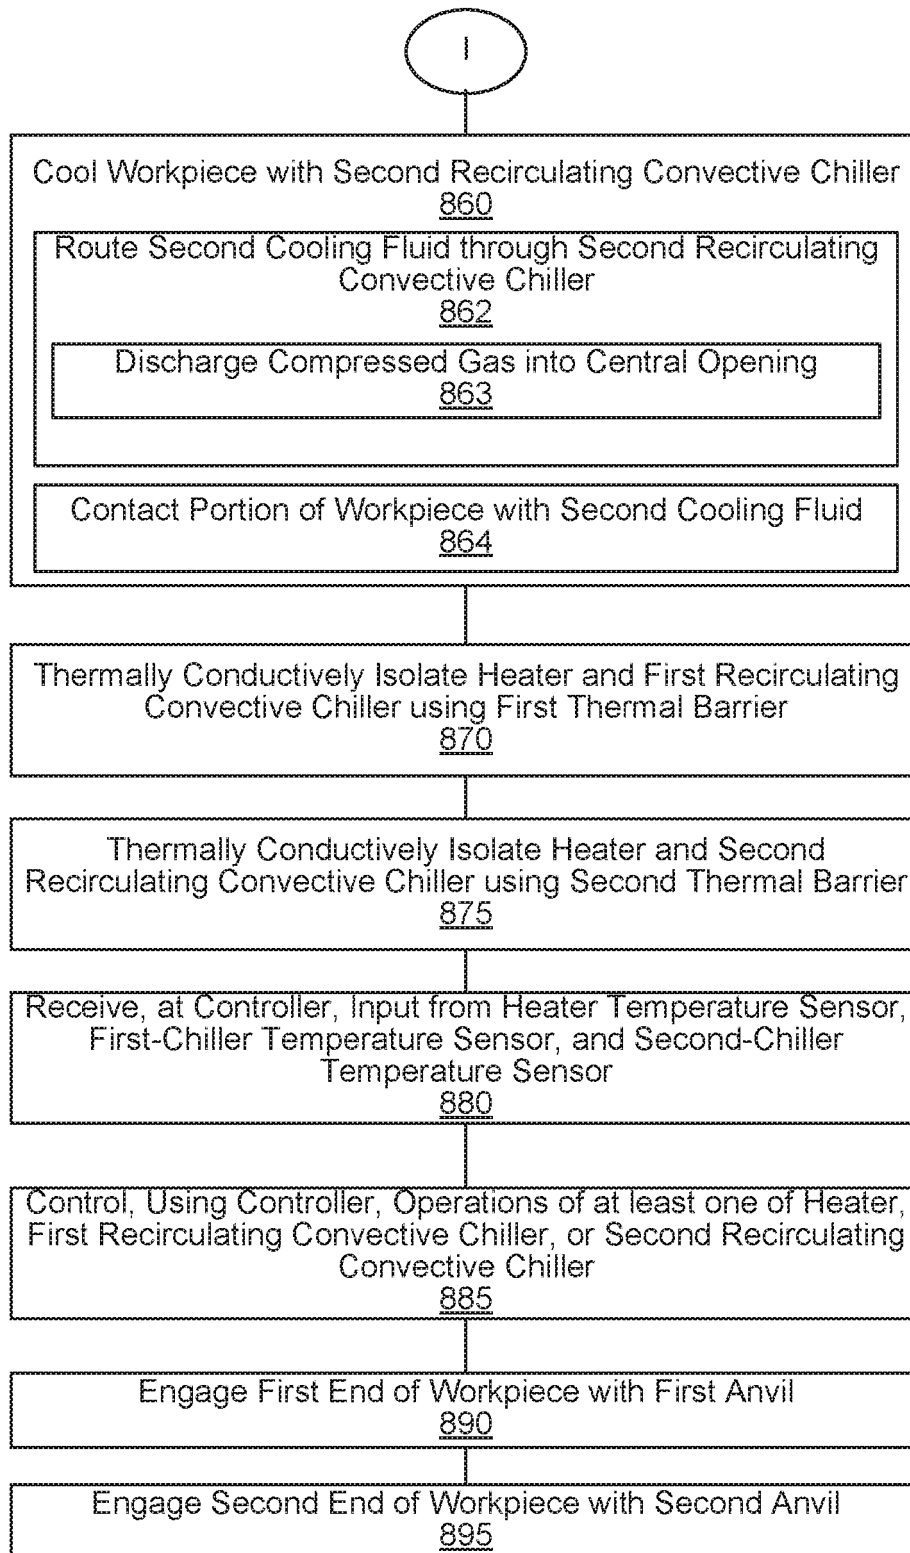 I
Cool Workpiece with Second Recirculating Convective Chiller
860
Route Second Cooling Fluid through Second Recirculating
Convective Chiller
862
Discharge Compressed Gas into Central Opening
863
Contact Portion of Workpiece with Second Cooling Fluid
864
Thermally Conductively Isolate Heater and First Recirculating
Convective Chiller using First Thermal Barrier
870
Thermally Conductively Isolate Heater and Second
Recirculating Convective Chiller using Second Thermal Barrier
875
Receive, at Controller, Input from Heater Temperature Sensor,
First-Chiller Temperature Sensor, and Second-Chiller
Temperature Sensor
880
Control, Using Controller, Operations of at least one of Heater,
First Recirculating Convective Chiller, or Second Recirculating
Convective Chiller
885
Engage First End of Workpiece with First Anvil
890
Engage Second End of Workpiece with Second Anvil
895